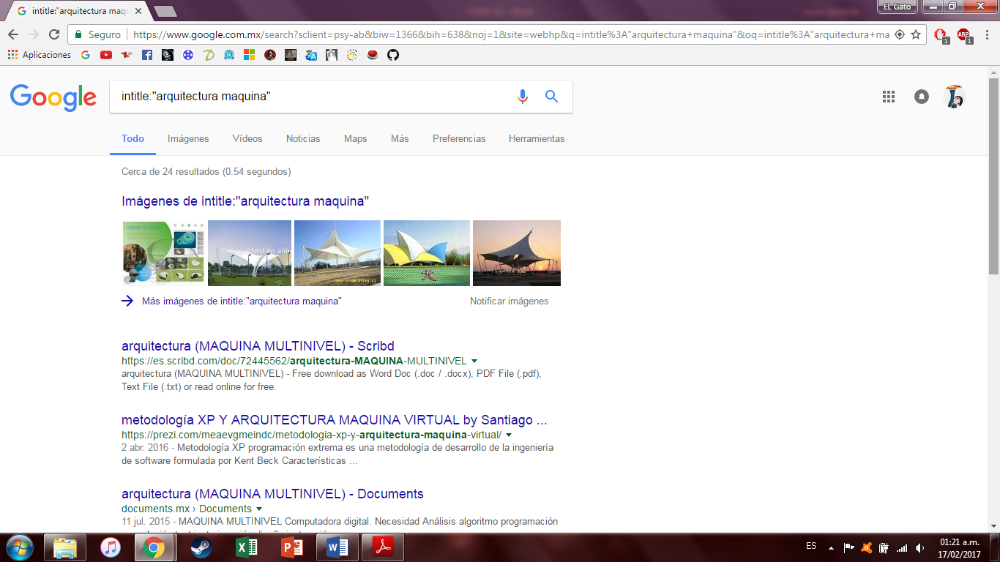 intitle:"arquitectura maqu
EL Gato
Seguro
https://www.google.com.mx/search?sclient=psy-ab&biw=1366&bih=638&noj=1&site=webhp&q=intitle%3A"arquitectura+maquina"&oq=intitle%3A"arquitectura+ma
1
ABP
1
Aplicaciones
Google
intitle:"arquitectura maquina"
Todo
Imágenes
Vídeos
Noticias
Maps
Más
Preferencias
Herramientas
Cerca de 24 resultados (0.54 segundos)
Imágenes de intitle:"arquitectura maquina"
Más imágenes de intitle:"arquitectura maquina"
Notificar imágenes
arquitectura (MAQUINA MULTINIVEL) - Scribd
https://es.scribd.com/doc/72445562/arquitectura-MAQUINA-MULTINIVEL
arquitectura (MAQUINA MULTINIVEL) - Free download as Word Doc (.doc / .docx), PDF File (.pdf),
Text File (.txt) or read online for free.
metodología XP Y ARQUITECTURA MAQUINA VIRTUAL by Santiago ...
https://prezi.com/meaevgmeindc/metodologia-xp-y-arquitectura-maquina-virtual/
2 abr. 2016 - Metodología XP programación extrema es una metodología de desarrollo de la ingeniería
de software formulada por Kent Beck Características ...
arquitectura (MAQUINA MULTINIVEL) - Documents
documents.mx › Documents
11 jul. 2015 - MAQUINA MULTINIVEL Computadora digital. Necesidad Análisis algoritmo programación
ES
01:21 a.m.
17/02/2017